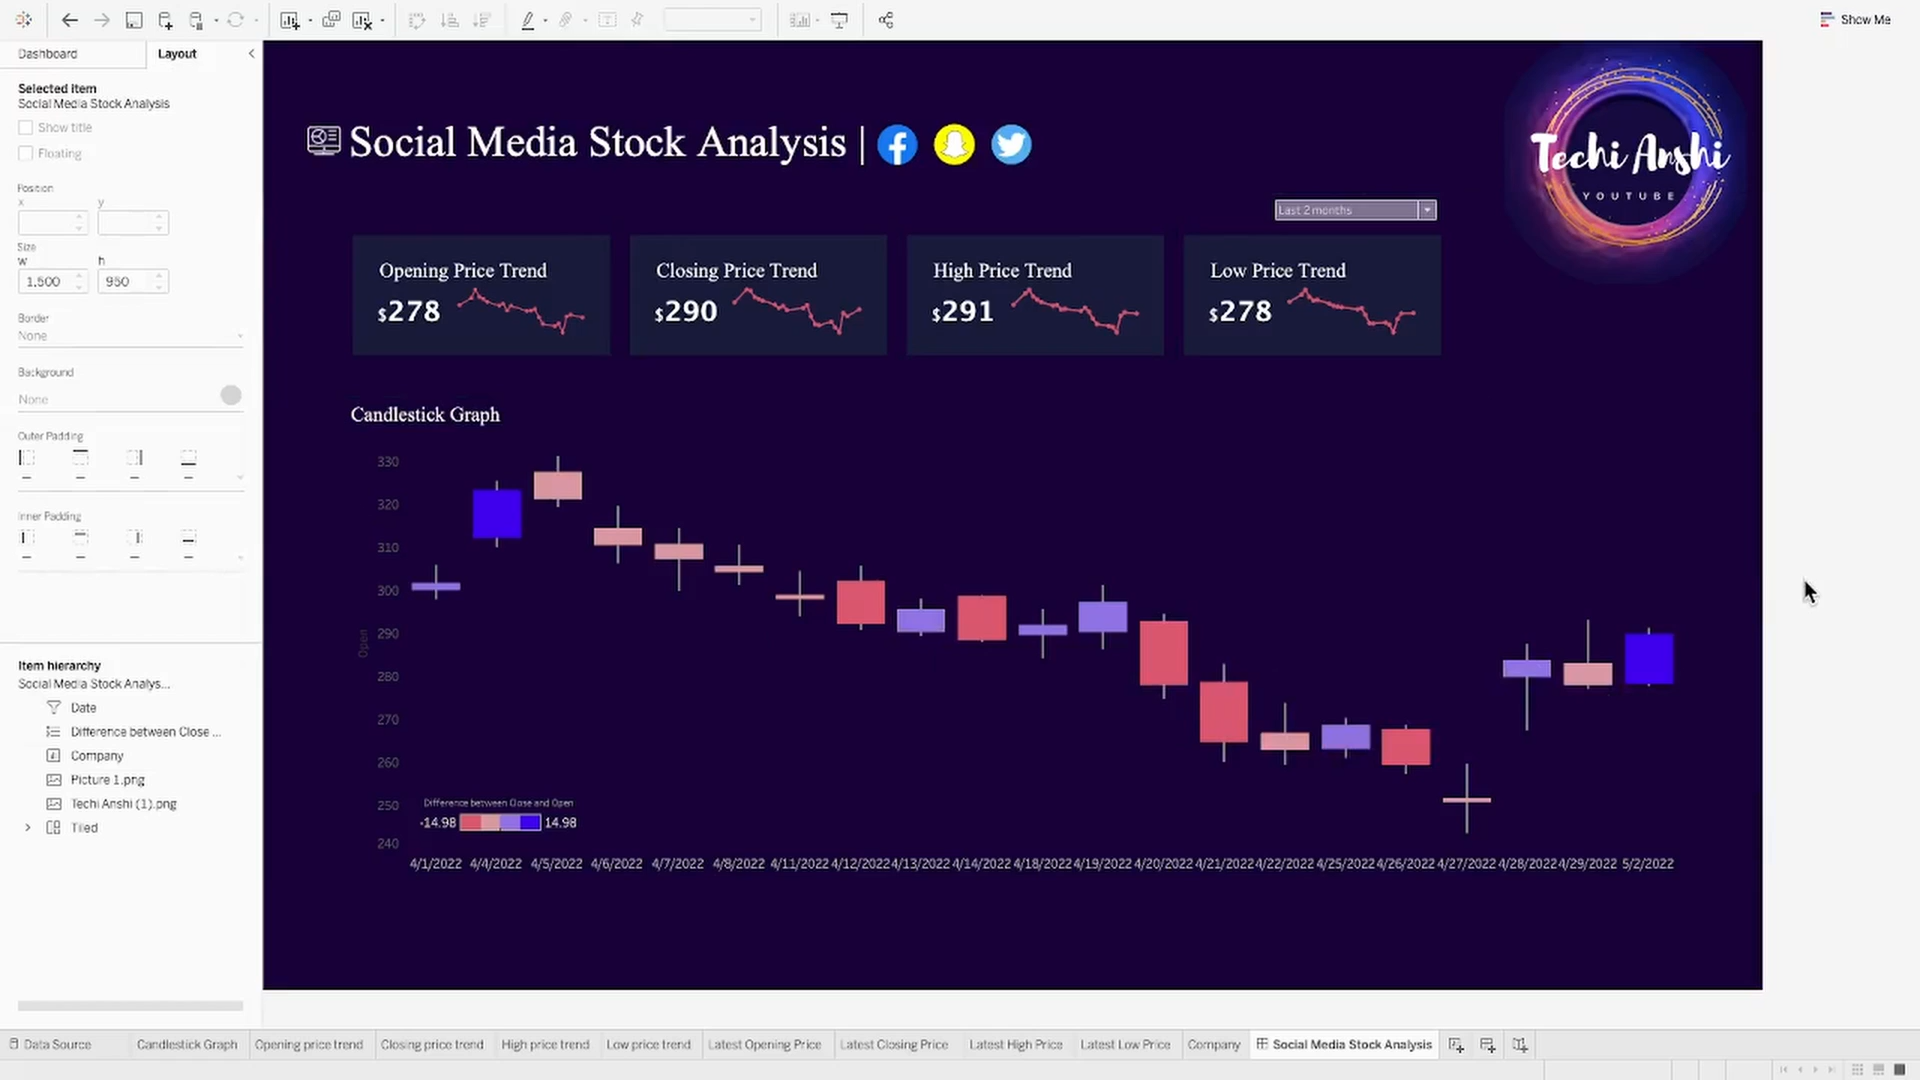 Show Me
Dashboard
Layout
Selected item
Social Media Stock Analysis
Show title
Floating
Position
x
y
Size
w
h
1,500
950
Border
None
Background
None
Outer Padding
Inner Padding
Item hierarchy
Social Media Stock Analys...
Date
Difference between Close ...
Company
Picture 1.png
Techi Anshi (1).png
Tiled
Social Media Stock Analysis |
Techi Anshi
YOUTUBE
Last 2 months
Opening Price Trend
$278
Closing Price Trend
$290
High Price Trend
$291
Low Price Trend
$278
Candlestick Graph
330
320
310
300
290
280
270
260
250
240
Open
Difference between Close and Open
-14.98
14.98
4/1/2022 4/4/2022 4/5/2022 4/6/2022 4/7/2022 4/8/2022 4/11/2022 4/12/2022 4/13/2022 4/14/2022 4/18/2022 4/19/2022 4/20/2022 4/21/2022 4/22/2022 4/25/2022 4/26/2022 4/27/2022 4/28/2022 4/29/2022 5/2/2022
Data Source
Candlestick Graph
Opening price trend
Closing price trend
High price trend
Low price trend
Latest Opening Price
Latest Closing Price
Latest High Price
Latest Low Price
Company
Social Media Stock Analysis